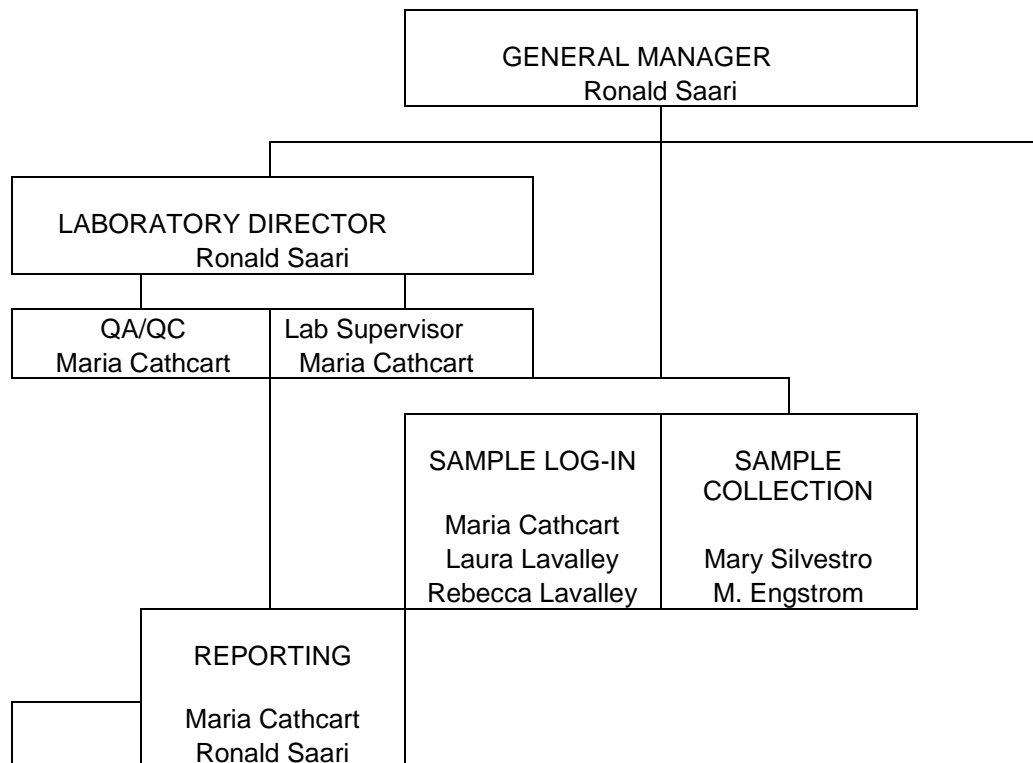 GENERAL MANAGER
Ronald Saari
LABORATORY DIRECTOR
Ronald Saari
QA/QC
Maria Cathcart
Lab Supervisor
Maria Cathcart
SAMPLE LOG-IN
Maria Cathcart
Laura Lavalley
Rebecca Lavalley
SAMPLE
COLLECTION
Mary Silvestro
M. Engstrom
REPORTING
Maria Cathcart
Ronald Saari